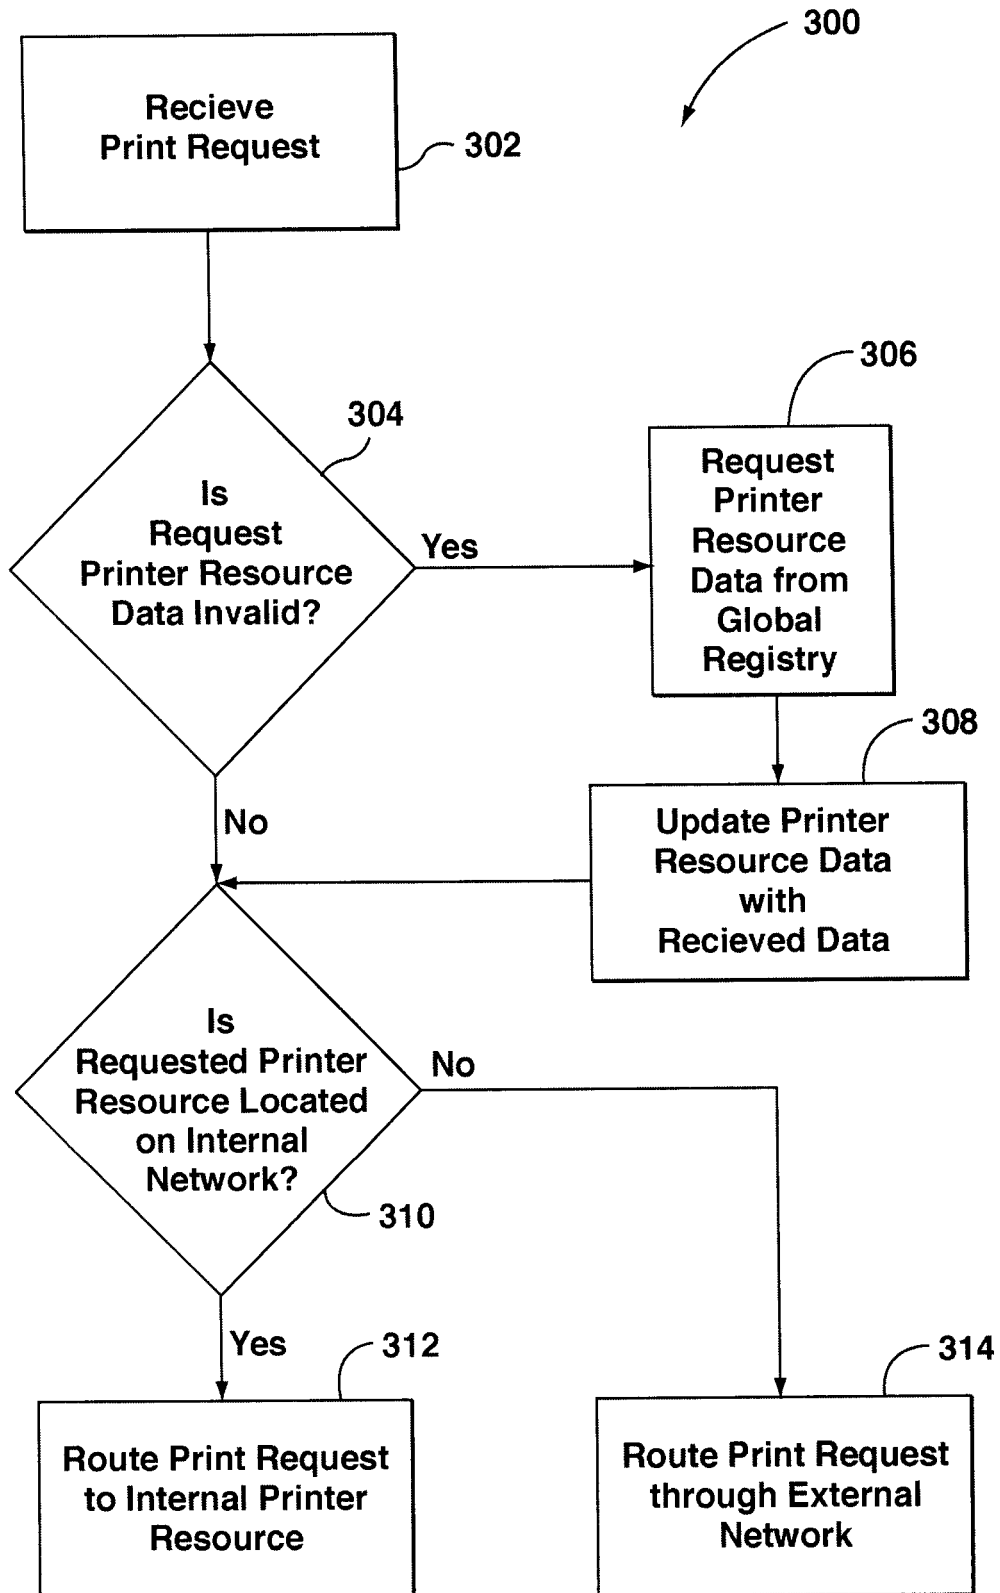 300
Recieve
Print Request
302
304
Is
Request
Printer Resource
Data Invalid?
Yes
306
Request
Printer
Resource
Data from
Global
Registry
No
308
Update Printer
Resource Data
with
Recieved Data
Is
Requested Printer
Resource Located
on Internal
Network?
No
310
Yes
312
Route Print Request
to Internal Printer
Resource
314
Route Print Request
through External
Network